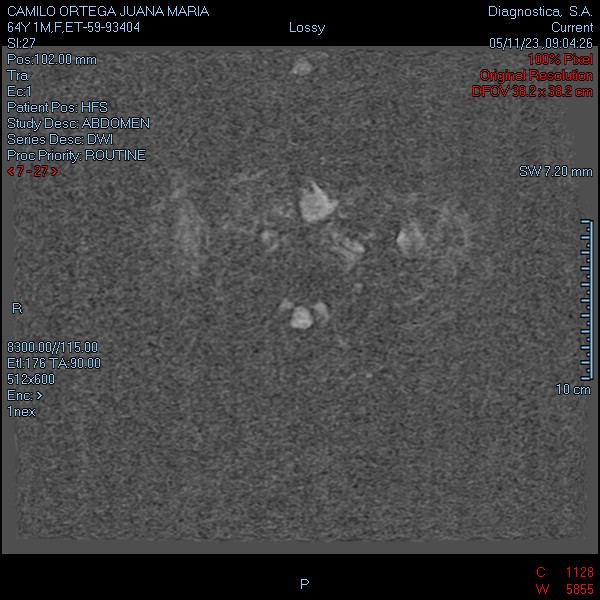 CAMILO ORTEGA JUANA MARIA
64Y 1M,F,ET-59-93404
Sl:27
Pos:102.00 mm
Tra
Ec:1
Patient Pos: HFS
Study Desc: ABDOMEN
Series Desc: DWI
Proc Priority: ROUTINE
< 7 - 27 >
Lossy
Diagnostica, S.A.
Current
05/11/23 ,09:04:26
100% Pixel
Original Resolution
DFOV 38.2 x 38.2 cm
SW 7.20 mm
R
8300.00//115.00
Etl:176 TA:90.00
512x600
Enc: >
1nex
10 cm
P
C 1128
W 5855